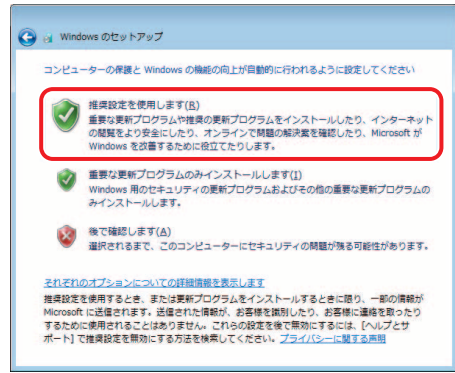 Windows のセットアップ
コンピューターの保護と Windows の機能の向上が自動的に行われるように設定してください
推奨設定を使用します(R)
重要な更新プログラムや推奨の更新プログラムをインストールしたり、インターネット
の閲覧をより安全にしたり、オンラインで問題の解決案を確認したり、Microsoft が
Windows を改善するために役立てたりします。
重要な更新プログラムのみインストールします(I)
Windows 用のセキュリティの更新プログラムおよびその他の重要な更新プログラムの
みインストールします。
後で確認します(A)
選択されるまで、このコンピューターにセキュリティの問題が残る可能性があります。
それぞれのオプションについての詳細情報を表示します
推奨設定を使用するとき、または更新プログラムをインストールするときに限り、一部の情報が
Microsoft に送信されます。送信された情報が、お客様を識別したり、お客様に連絡を取ったり
するために使用されることはありません。これらの設定を後で無効にするには、[ヘルプとサ
ポート] で推奨設定を無効にする方法を検索してください。プライバシーに関する声明